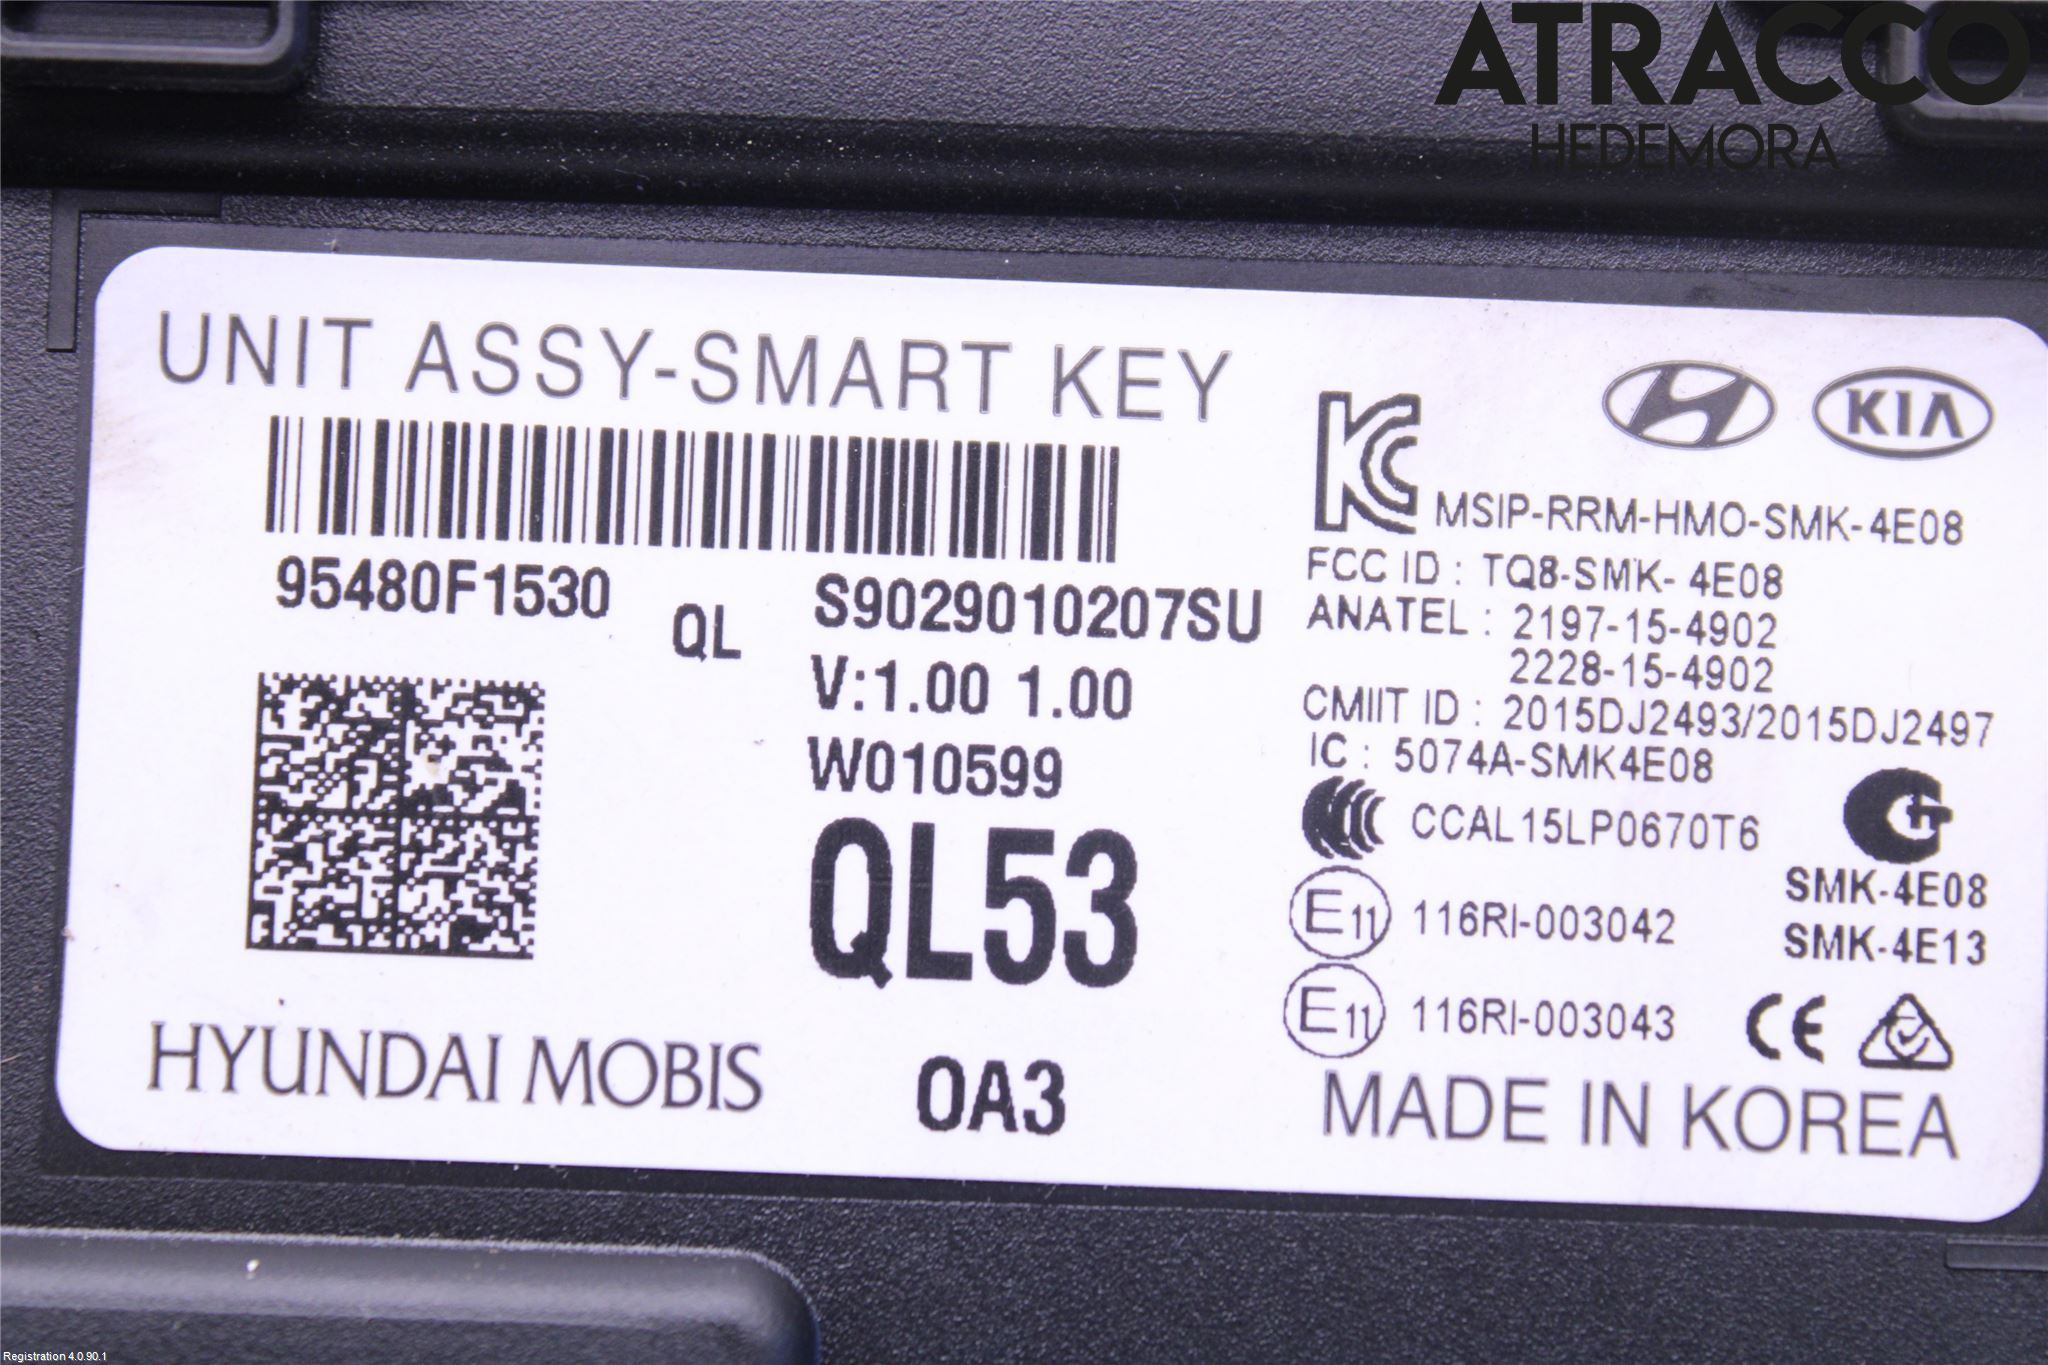 ATRACCO
HEDEMORA
UNIT ASSY-SMART KEY
95480F1530
QL
S9029010207SU
V:1.00 1.00
W010599
QL53
OA3
HYUNDAI MOBIS
KIA
MSIP-RRM-HMO-SMK-4E08
FCC ID : TQ8-SMK- 4E08
ANATEL : 2197-15-4902
2228-15-4902
CMIIT ID : 2015DJ2493/2015DJ2497
IC : 5074A-SMK4E08
CCAL15LP0670T6
SMK-4E08
SMK-4E13
E11 116RI-003042
E11 116RI-003043
CE
MADE IN KOREA
Registration 4.0.90.1